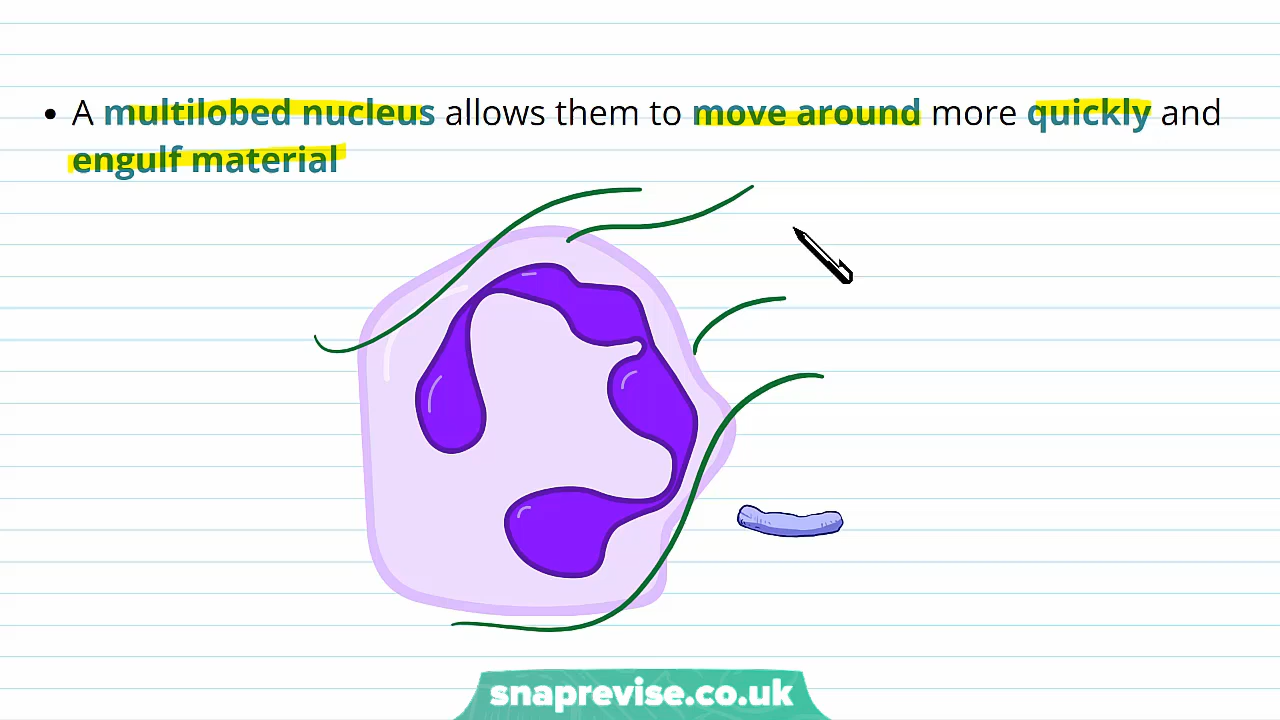 • A multilobed nucleus allows them to move around more quickly and
engulf material
snaprevise.co.uk